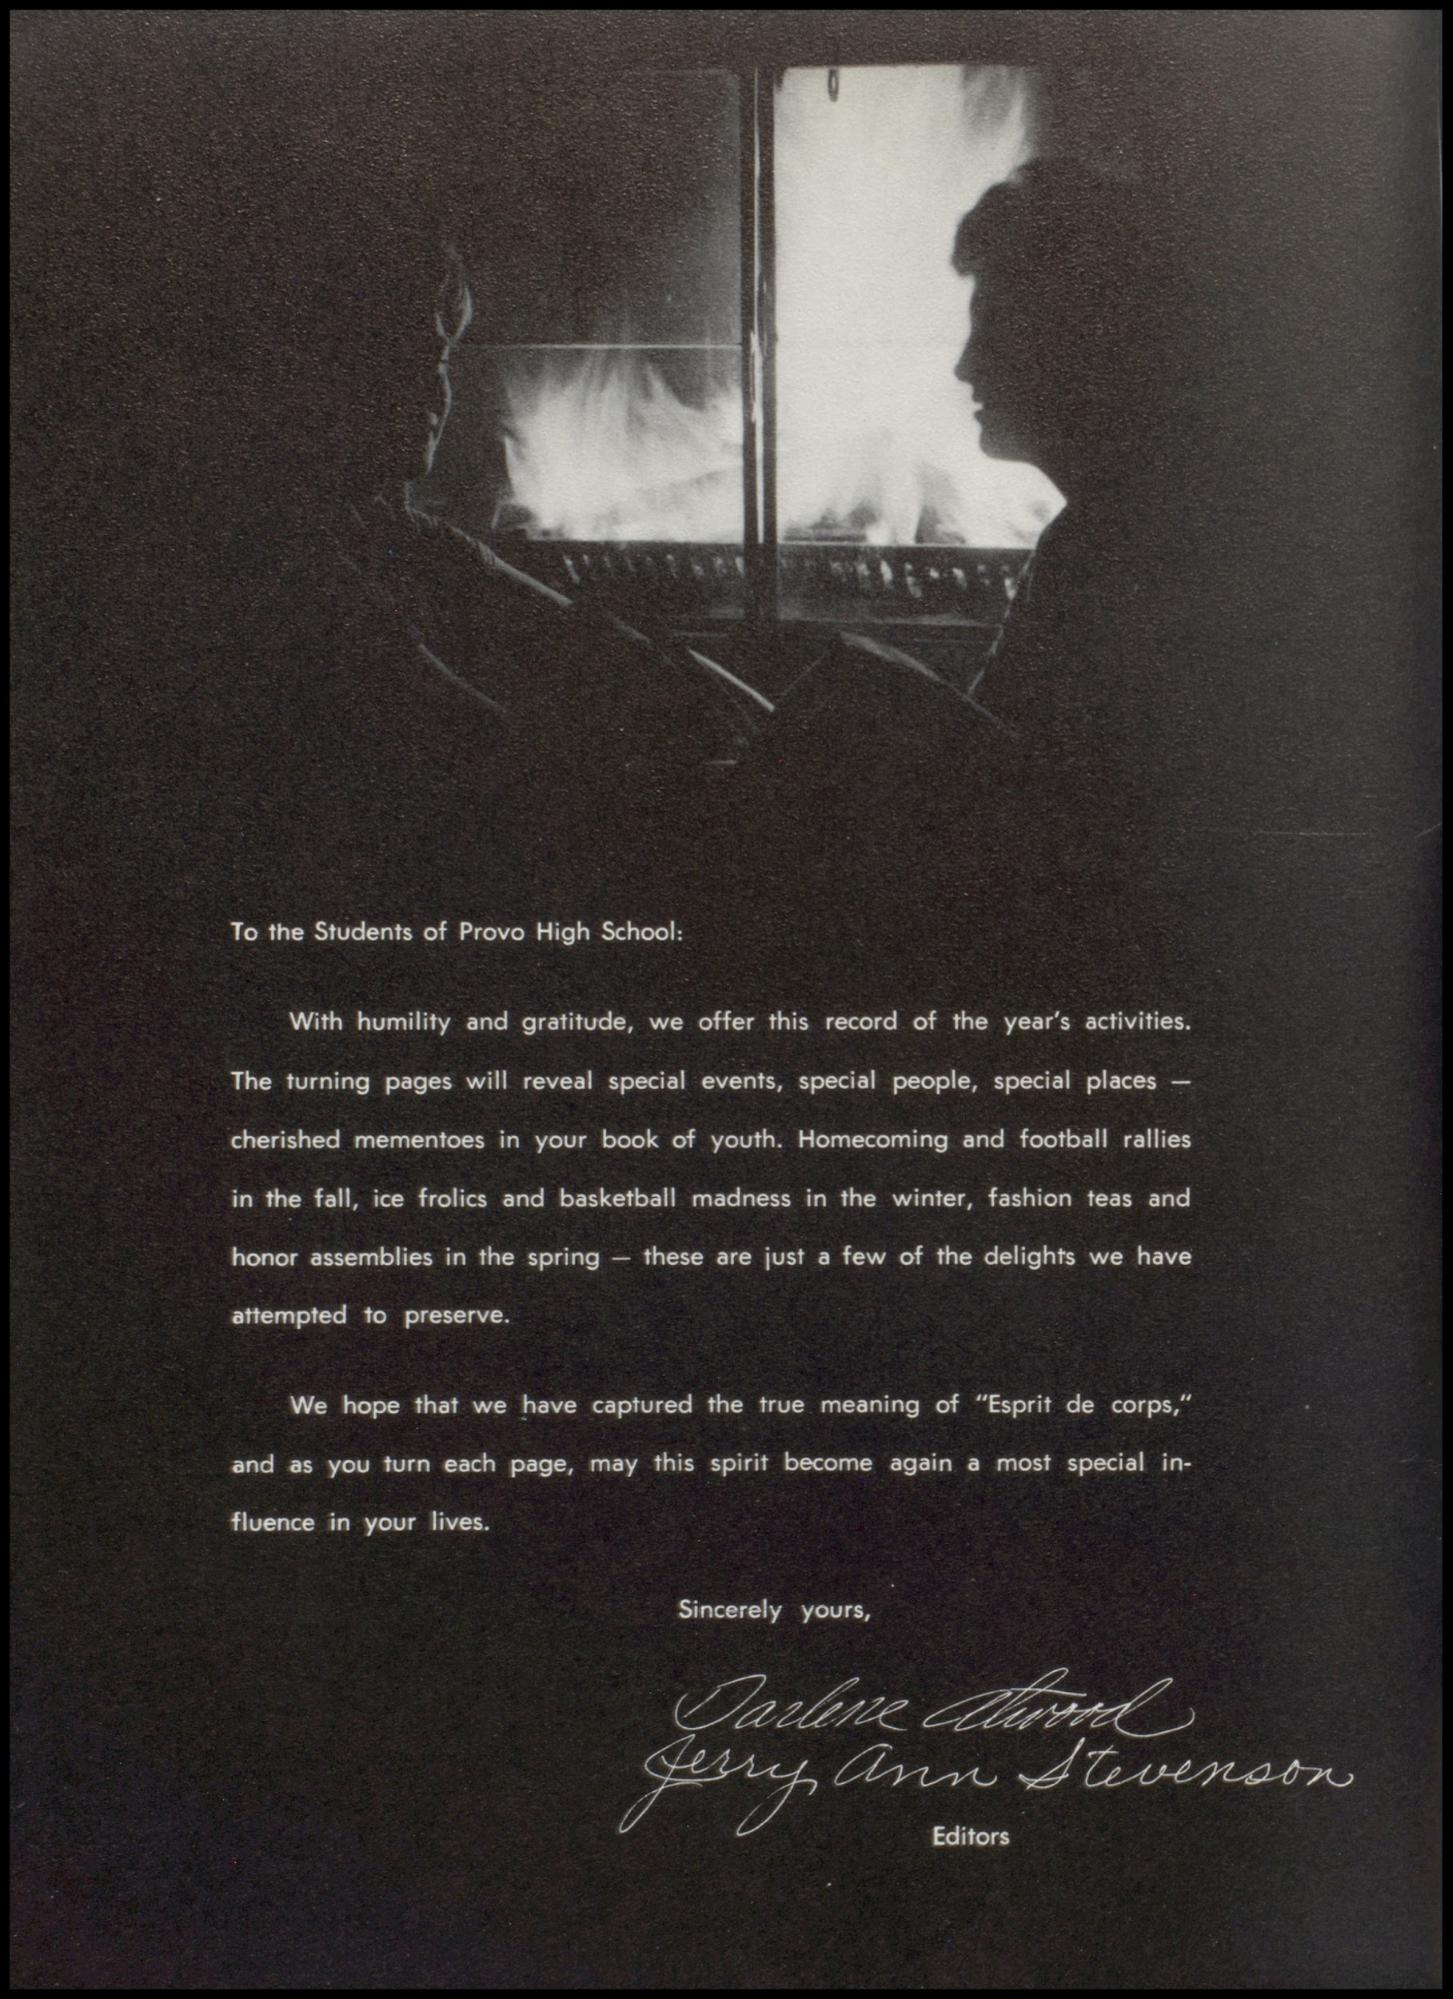 To the Students of Provo High School:
With humility and gratitude, we offer this record of the year's activities.
The turning pages will reveal special events, special people, special places —
cherished mementoes in your book of youth. Homecoming and football rallies
in the fall, ice frolics and basketball madness in the winter, fashion teas and
honor assemblies in the spring — these are just a few of the delights we have
attempted to preserve.
We hope that we have captured the true meaning of "Esprit de corps,"
and as you turn each page, may this spirit become again a most special in-
fluence in your lives.
Sincerely yours,
Darlene Atwood
Jerry Ann Stevenson
Editors